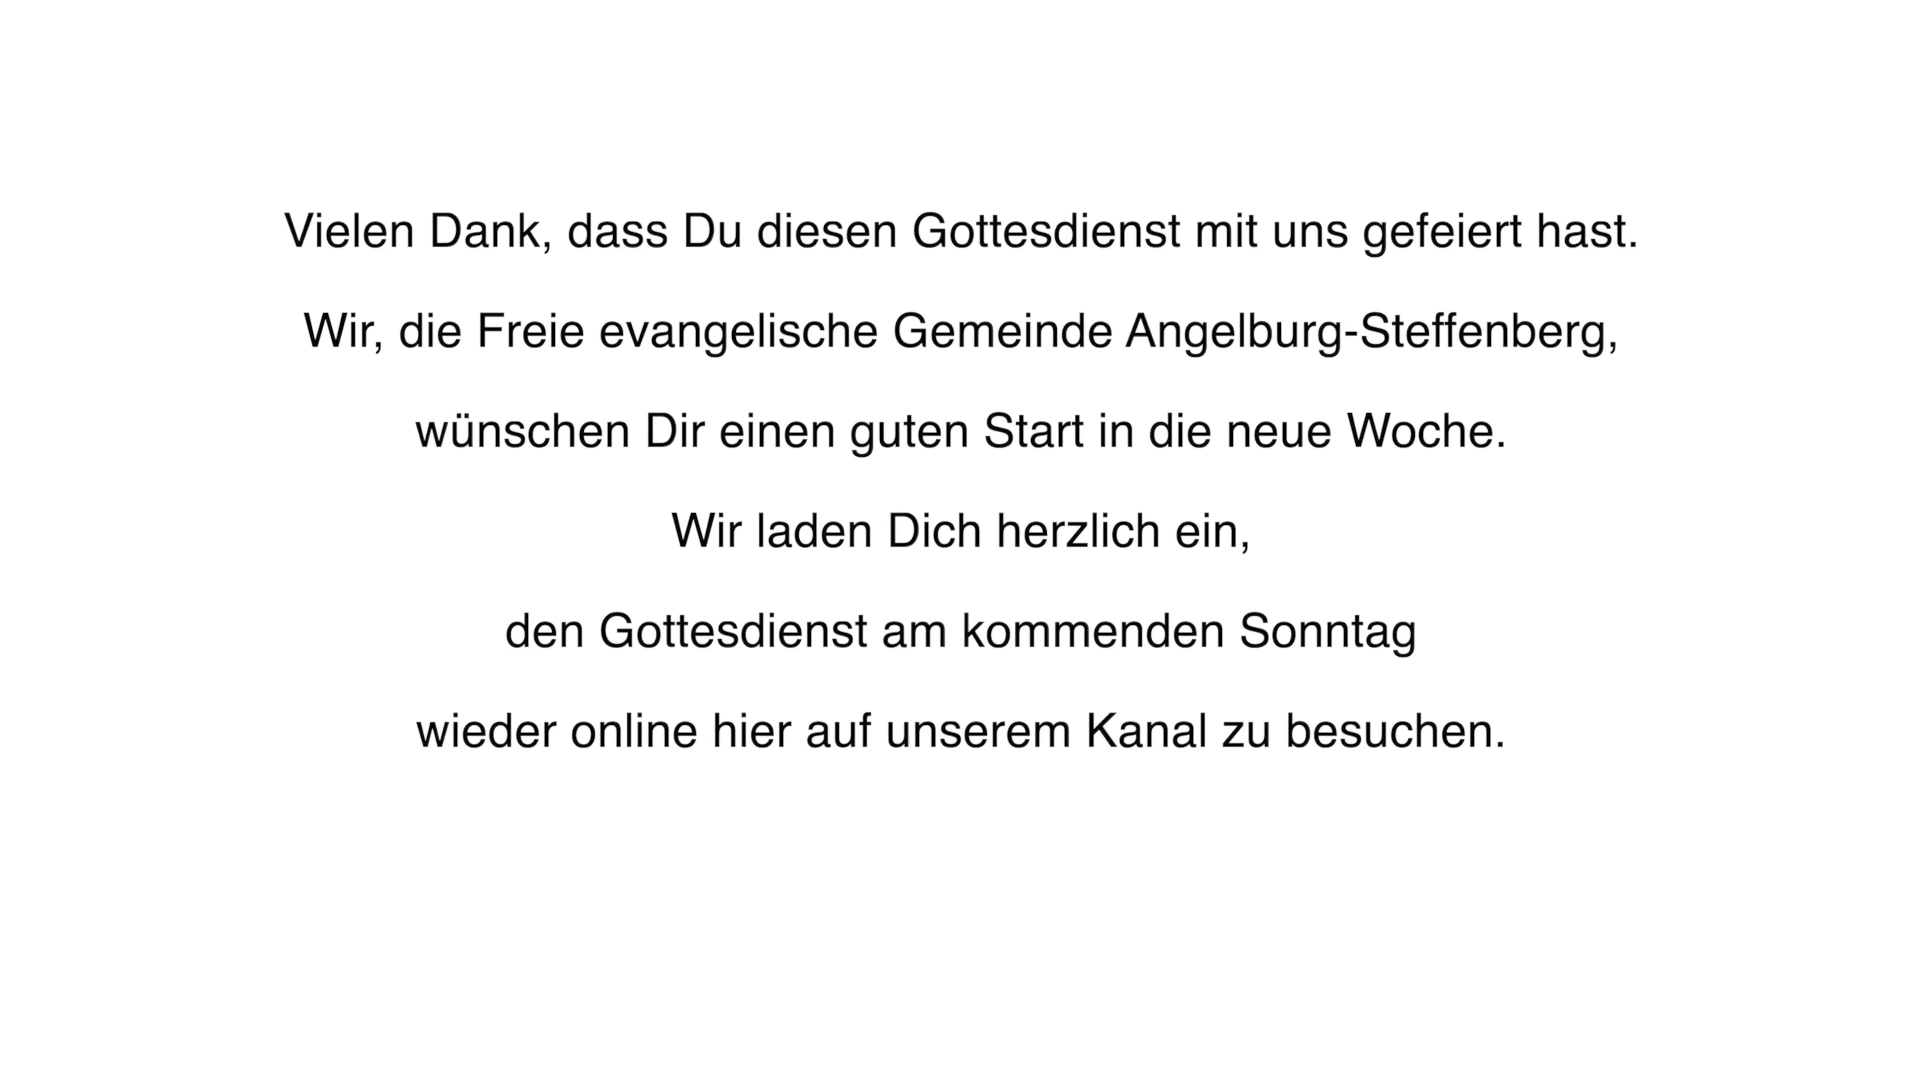 Vielen Dank, dass Du diesen Gottesdienst mit uns gefeiert hast.
Wir, die Freie evangelische Gemeinde Angelburg-Steffenberg,
wünschen Dir einen guten Start in die neue Woche.
Wir laden Dich herzlich ein,
den Gottesdienst am kommenden Sonntag
wieder online hier auf unserem Kanal zu besuchen.